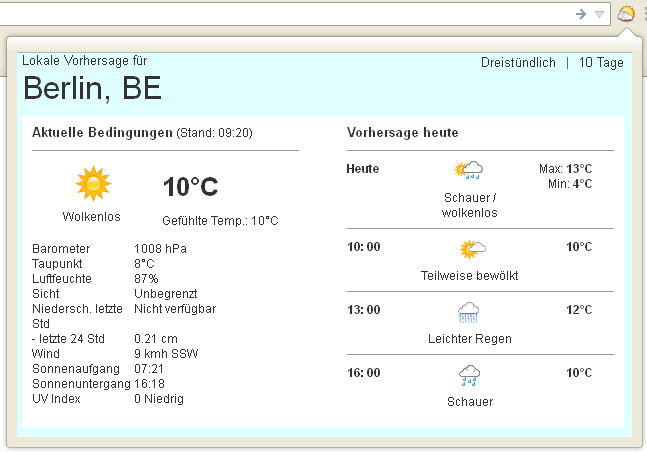 Lokale Vorhersage für
Dreistündlich | 10 Tage
Berlin, BE
Aktuelle Bedingungen (Stand: 09:20)
Wolkenlos
10°C
Gefühlte Temp.: 10°C
Barometer 1008 hPa
Taupunkt 8°C
Luftfeuchte 87%
Sicht Unbegrenzt
Niedersch. letzte Nicht verfügbar
Std
- letzte 24 Std 0.21 cm
Wind 9 kmh SSW
Sonnenaufgang 07:21
Sonnenuntergang 16:18
UV Index 0 Niedrig
Vorhersage heute
Heute Max: 13°C
Min: 4°C
Schauer /
wolkenlos
10: 00 10°C
Teilweise bewölkt
13: 00 12°C
Leichter Regen
16: 00 10°C
Schauer